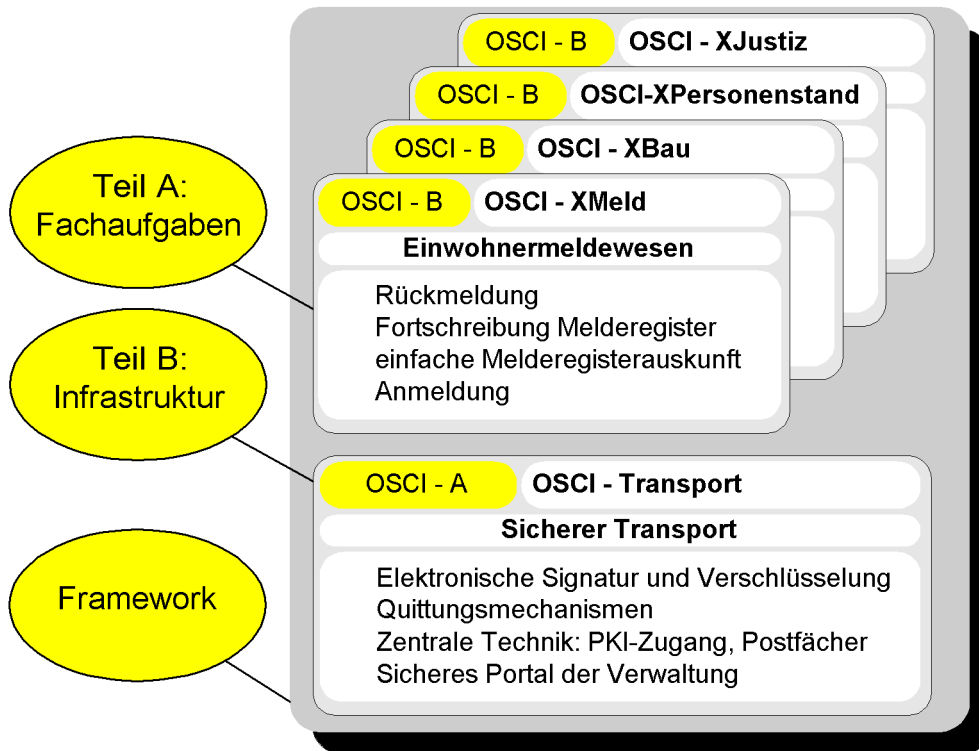 OSCI - B OSCI - XJustiz
OSCI - B OSCI-XPersonenstand
OSCI - B OSCI - XBau
OSCI - B OSCI - XMeld
Einwohnermeldewesen
Rückmeldung
Fortschreibung Melderegister
einfache Melderegisterauskunft
Anmeldung
Teil A:
Fachaufgaben
Teil B:
Infrastruktur
OSCI - A OSCI - Transport
Sicherer Transport
Elektronische Signatur und Verschlüsselung
Quittungsmechanismen
Zentrale Technik: PKI-Zugang, Postfächer
Sicheres Portal der Verwaltung
Framework